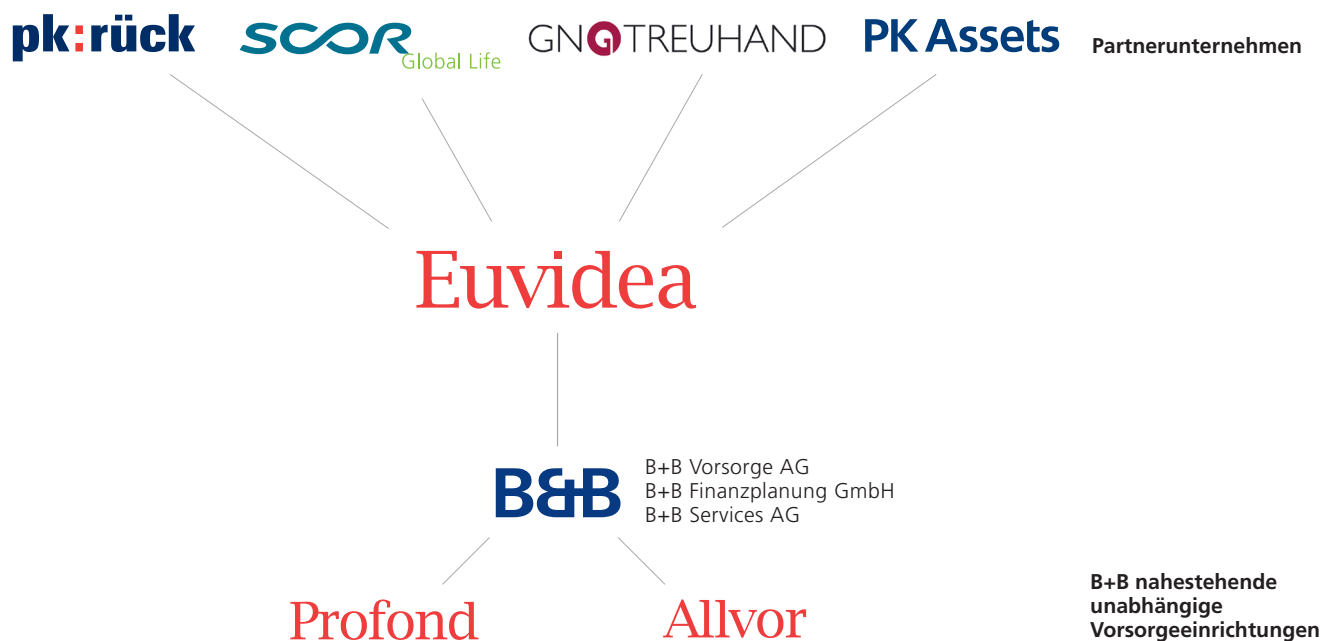 pk:rück
SCOR
Global Life
GNGTREUHAND
PK Assets
Partnerunternehmen
Euvidea
B&B
B+B Vorsorge AG
B+B Finanzplanung GmbH
B+B Services AG
Profond
Allvor
B+B nahestehende
unabhängige
Vorsorgeeinrichtungen